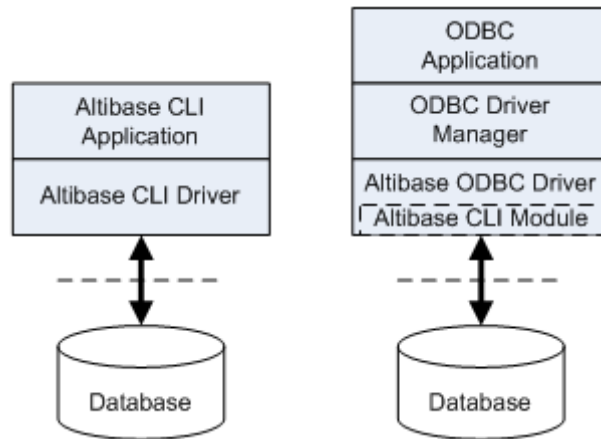 Altibase CLI
Application
Altibase CLI Driver
Database
ODBC
Application
ODBC Driver
Manager
Altibase ODBC Driver
Altibase CLI Module
Database